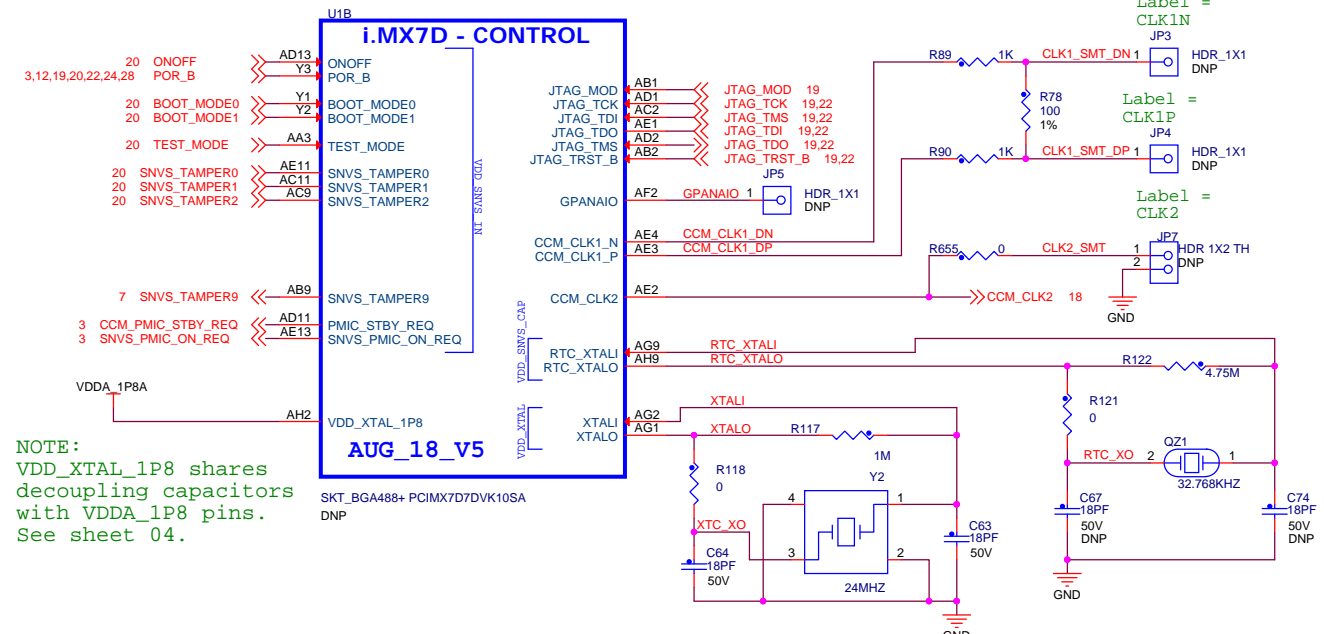 U1B
i.MX7D - CONTROL
20 ONOFF AD13 ONOFF
3,12,19,20,22,24,28 POR_B Y3 POR_B
20 BOOT_MODE0 Y1 BOOT_MODE0
20 BOOT_MODE1 Y2 BOOT_MODE1
20 TEST_MODE AA3 TEST_MODE
20 SNVS_TAMPER0 AE11 SNVS_TAMPER0
20 SNVS_TAMPER1 AC11 SNVS_TAMPER1
20 SNVS_TAMPER2 AC9 SNVS_TAMPER2
7 SNVS_TAMPER9 AB9 SNVS_TAMPER9
3 CCM_PMIC_STBY_REQ AD11 PMIC_STBY_REQ
3 SNVS_PMIC_ON_REQ AE13 SNVS_PMIC_ON_REQ
VDDA_1P8A
AH2 VDD_XTAL_1P8
VDD_SNVS_IN
VDD_SNVS_CAP
VDD_XTAL
AUG_18_V5
SKT_BGA488+ PCIMX7D7DVK10SA
DNP
NOTE:
VDD_XTAL_1P8 shares
decoupling capacitors
with VDDA_1P8 pins.
See sheet 04.
JTAG_MOD AB1 JTAG_MOD 19
JTAG_TCK AD1 JTAG_TCK 19,22
JTAG_TDI AC2 JTAG_TMS 19,22
JTAG_TDO AE1 JTAG_TDI 19,22
JTAG_TMS AD2 JTAG_TDO 19,22
JTAG_TRST_B AB2 JTAG_TRST_B 19,22
JP5
GPANAIO AF2 GPANAIO 1 HDR_1X1
DNP
CCM_CLK1_N AE4 CCM_CLK1_DN
CCM_CLK1_P AE3 CCM_CLK1_DP
CCM_CLK2 AE2 CCM_CLK2 18
RTC_XTALI AG9 RTC_XTALI
RTC_XTALO AH9 RTC_XTALO
XTALI AG2 XTALI
XTALO AG1 XTALO
Label =
CLK1N
JP3
R89 1K CLK1_SMT_DN 1 HDR_1X1
DNP
R78
100
1%
Label =
CLK1P
JP4
R90 1K CLK1_SMT_DP 1 HDR_1X1
DNP
Label =
CLK2
JP7
R655 0 CLK2_SMT 1 HDR 1X2 TH
2 DNP
GND
R122
4.75M
R121
0
QZ1
RTC_XO 2 1
32.768KHZ
C67
18PF
50V
DNP
C74
18PF
50V
DNP
GND
R117
1M
R118
0
Y2
4 1
XTC_XO
3 2
24MHZ
C64
18PF
50V
C63
18PF
50V
GND